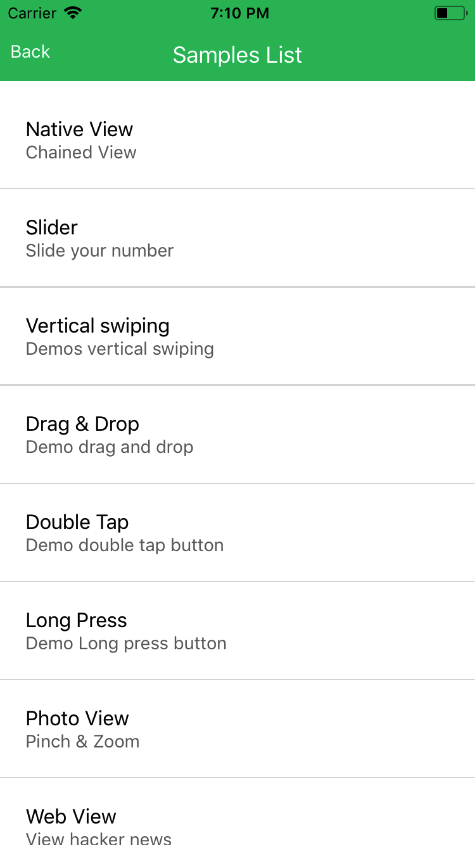 Carrier 7:10 PM
Back Samples List
Native View
Chained View
Slider
Slide your number
Vertical swiping
Demos vertical swiping
Drag & Drop
Demo drag and drop
Double Tap
Demo double tap button
Long Press
Demo Long press button
Photo View
Pinch & Zoom
Web View
View hacker news